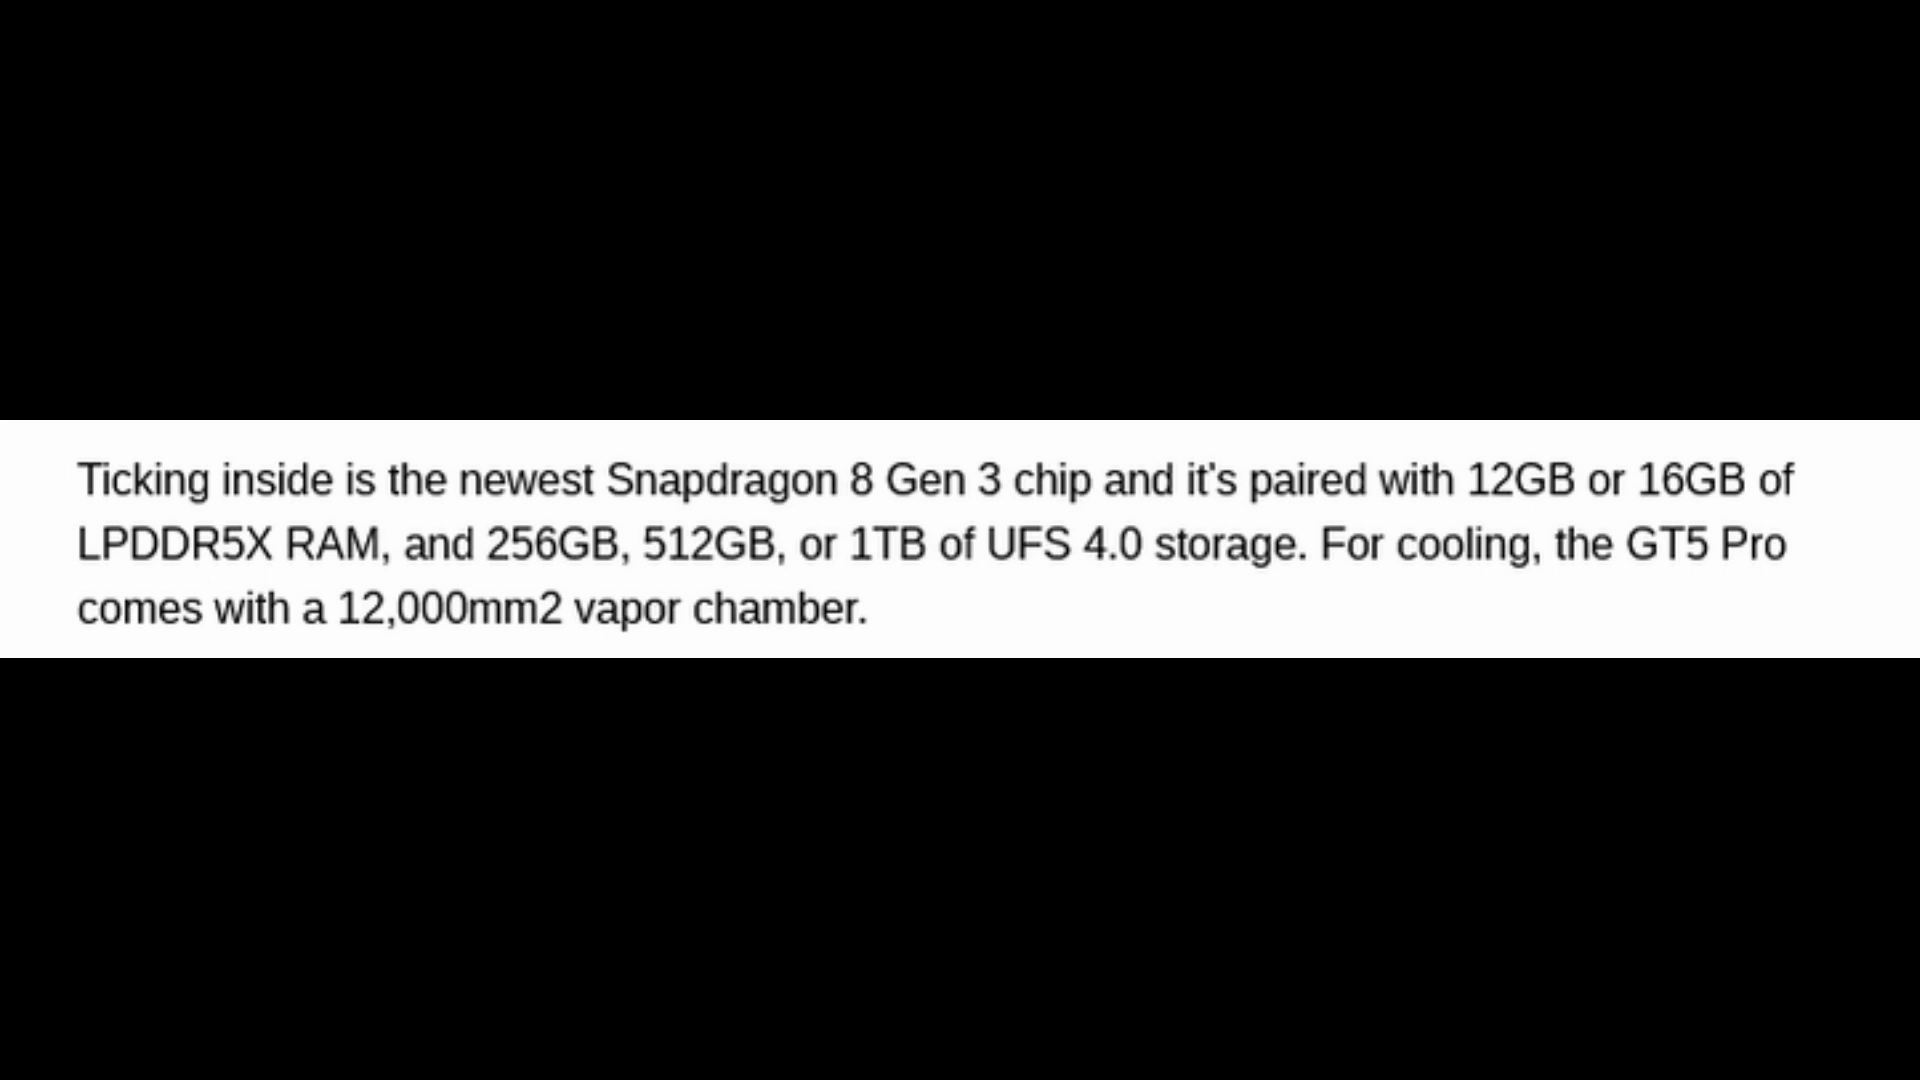 Ticking inside is the newest Snapdragon 8 Gen 3 chip and it's paired with 12GB or 16GB of
LPDDR5X RAM, and 256GB, 512GB, or 1TB of UFS 4.0 storage. For cooling, the GT5 Pro
comes with a 12,000mm2 vapor chamber.